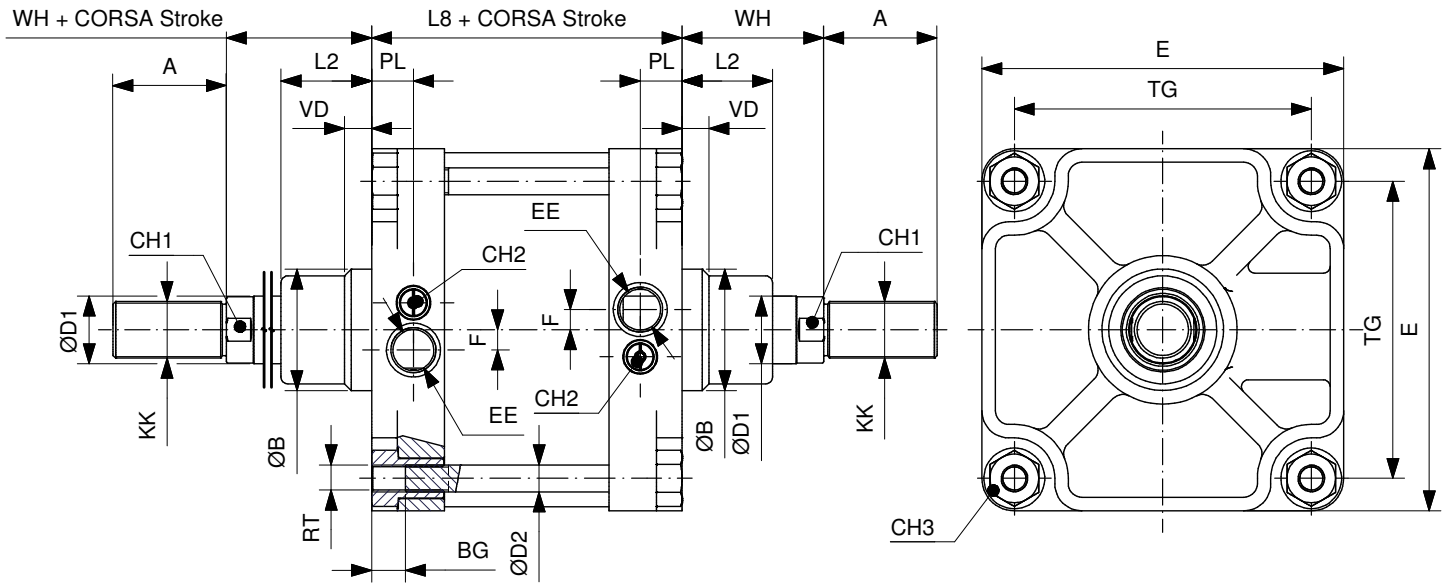 WH + CORSA Stroke
L8 + CORSA Stroke
WH
A
E
A
L2
PL
PL
L2
TG
VD
VD
EE
CH1
CH2
CH1
ØD1
F
F
TG
E
CH2
EE
KK
ØB
ØB
ØD1
KK
RT
BG
ØD2
CH3